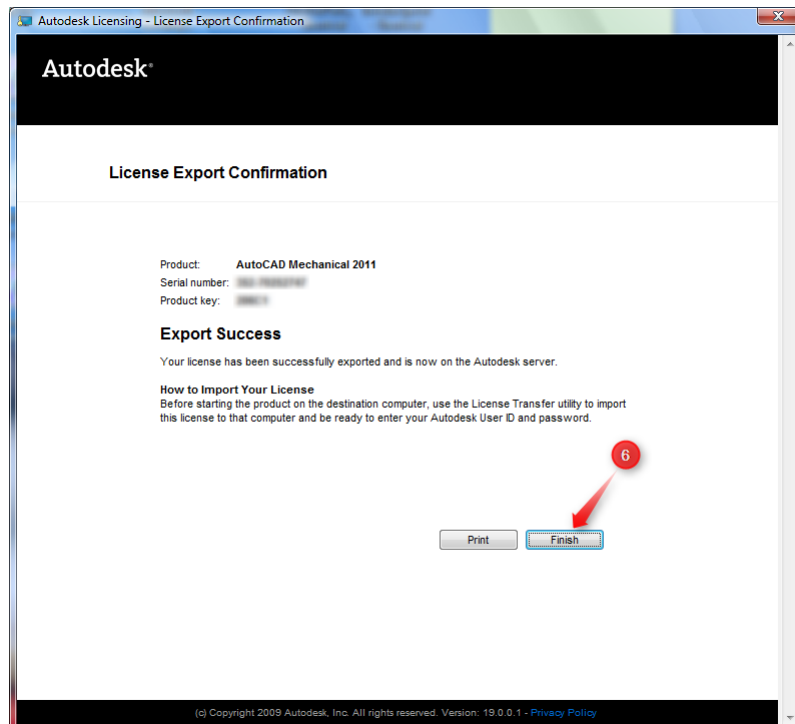 Autodesk Licensing - License Export Confirmation
Autodesk®
License Export Confirmation
Product: AutoCAD Mechanical 2011
Serial number:
Product key:
Export Success
Your license has been successfully exported and is now on the Autodesk server.
How to Import Your License
Before starting the product on the destination computer, use the License Transfer utility to import
this license to that computer and be ready to enter your Autodesk User ID and password.
6
Print Finish
(c) Copyright 2009 Autodesk, Inc. All rights reserved. Version: 19.0.0.1 - Privacy Policy